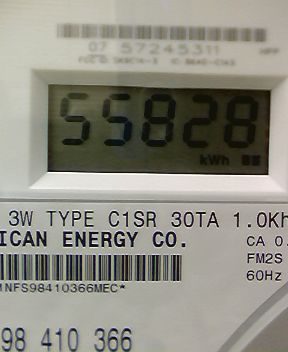 07 57245311
55828
kWh
3W TYPE C1SR 30TA 1.0Kh
ICAN ENERGY CO.
CA 0.
FM2S
60Hz
NFS98410366MEC*
98 410 366